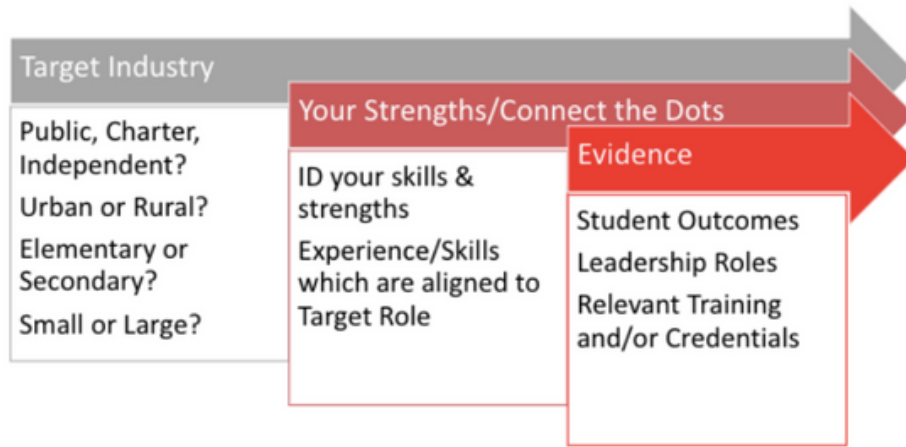 Target Industry
Public, Charter,
Independent?
Urban or Rural?
Elementary or
Secondary?
Small or Large?
Your Strengths/Connect the Dots
ID your skills &
strengths
Experience/Skills
which are aligned to
Target Role
Evidence
Student Outcomes
Leadership Roles
Relevant Training
and/or Credentials